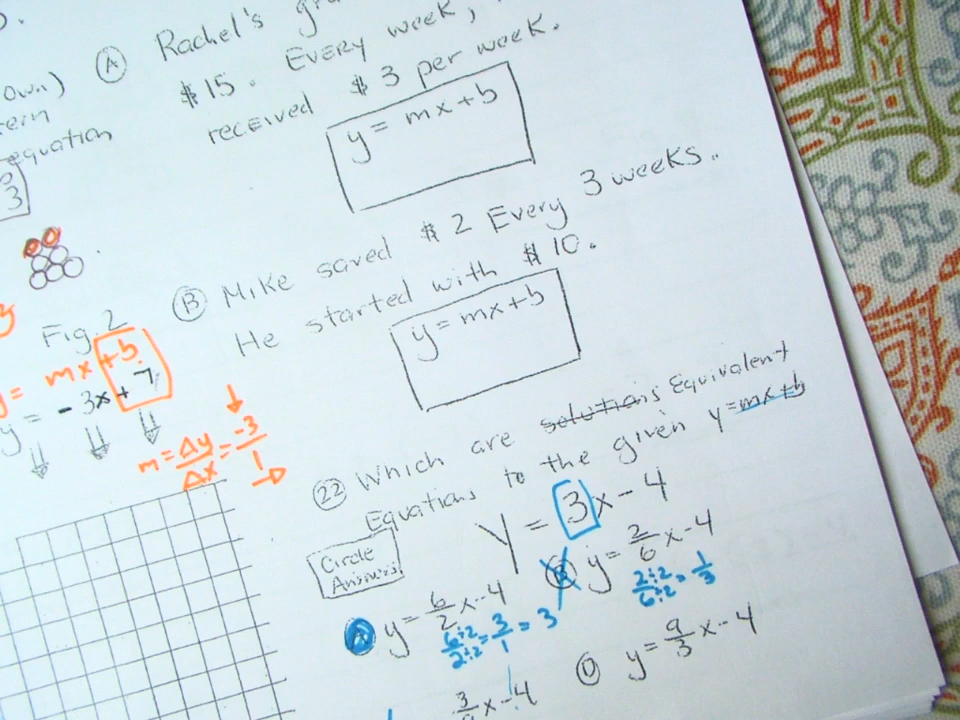 Ⓐ Rachel's
$15. Every week,
received $3 per week.
y = mx+b
own)
equation
3
Ⓑ Mike saved $2 Every 3 weeks.
He started with $10.
y = mx+b
Fig. 2
y = mx + b
y = -3x + 7
m = Δy/Δx = -3/1
㉒ Which are solutions Equivalent
Equations to the given y=mx+b
y = 3x - 4
Circle
Answers
Ⓐ y = 6/2 x - 4
6÷2/2÷2 = 3/1 = 3
Ⓑ y = 2/6 x - 4
2÷2/6÷2 = 1/3
x - 4
Ⓓ y = 9/3 x - 4